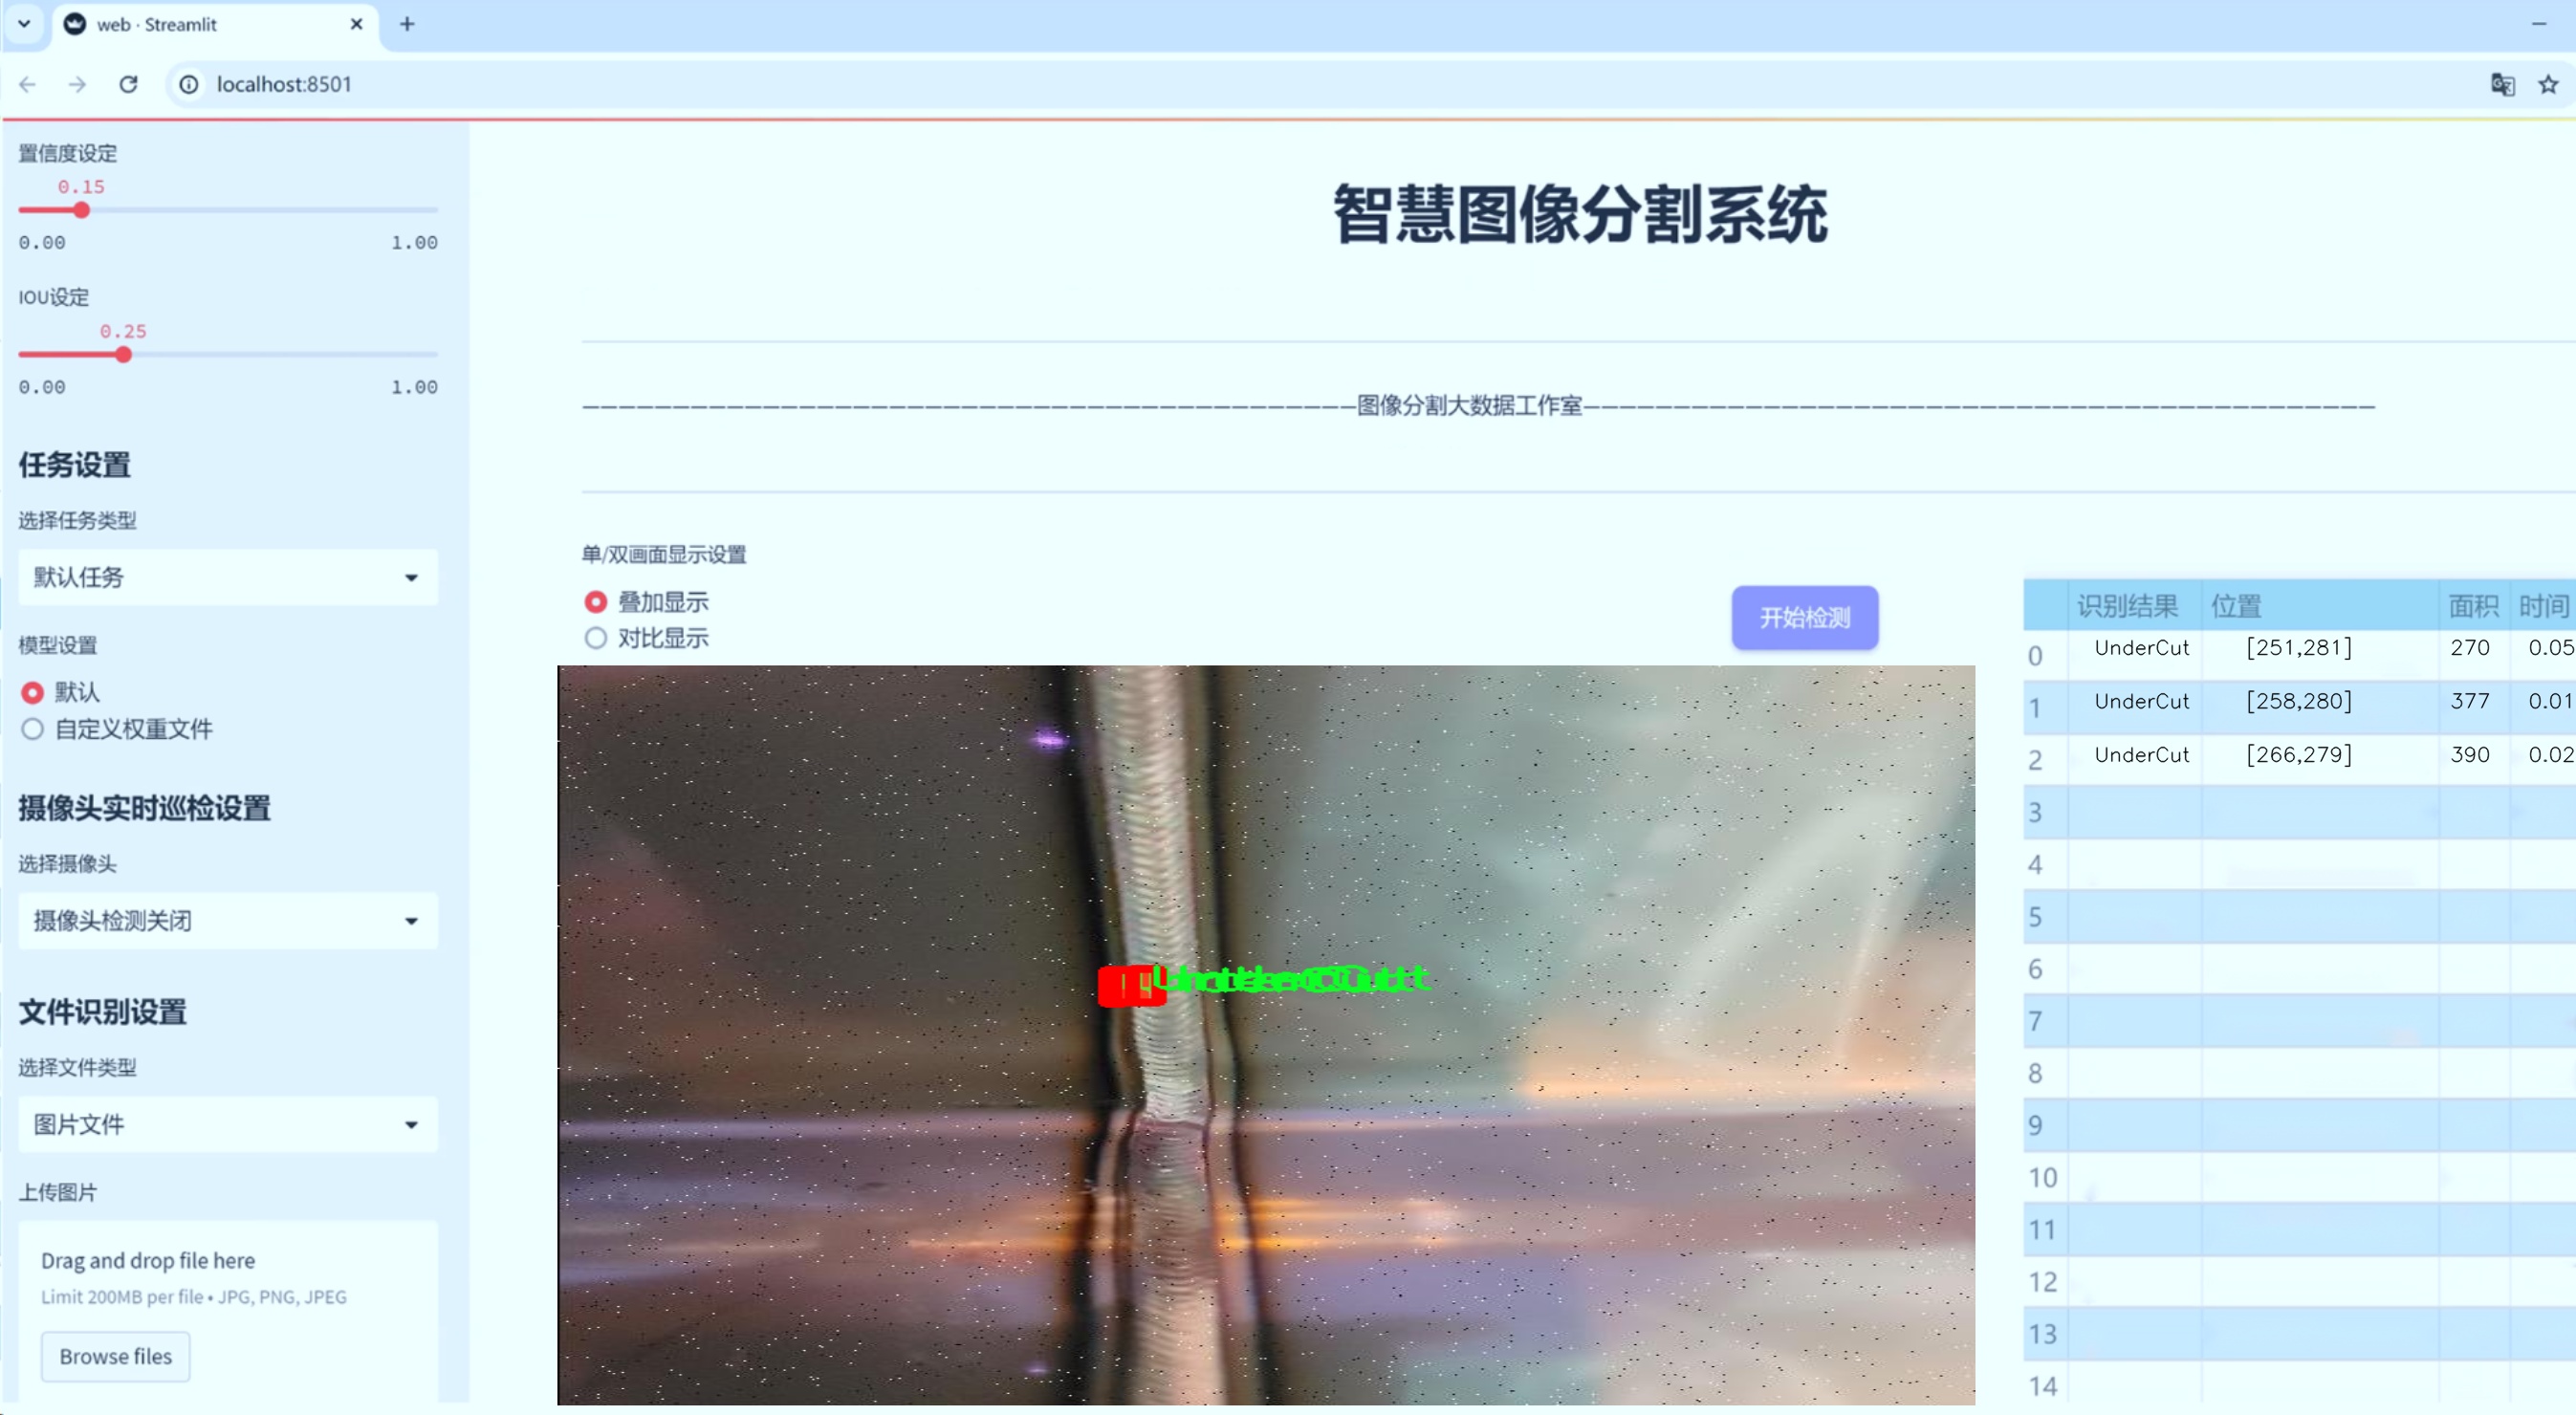 web · Streamlit
localhost:8501
置信度设定
0.15
0.00 1.00
IOU设定
0.25
0.00 1.00
任务设置
选择任务类型
默认任务
模型设置
默认
自定义权重文件
摄像头实时巡检设置
选择摄像头
摄像头检测关闭
文件识别设置
选择文件类型
图片文件
上传图片
Drag and drop file here
Limit 200MB per file • JPG, PNG, JPEG
Browse files
智慧图像分割系统
图像分割大数据工作室
单/双画面显示设置
叠加显示
对比显示
开始检测
识别结果 位置 面积 时间
0 UnderCut [251,281] 270 0.05
1 UnderCut [258,280] 377 0.01
2 UnderCut [266,279] 390 0.02
3
4
5
6
7
8
9
10
11
12
13
14